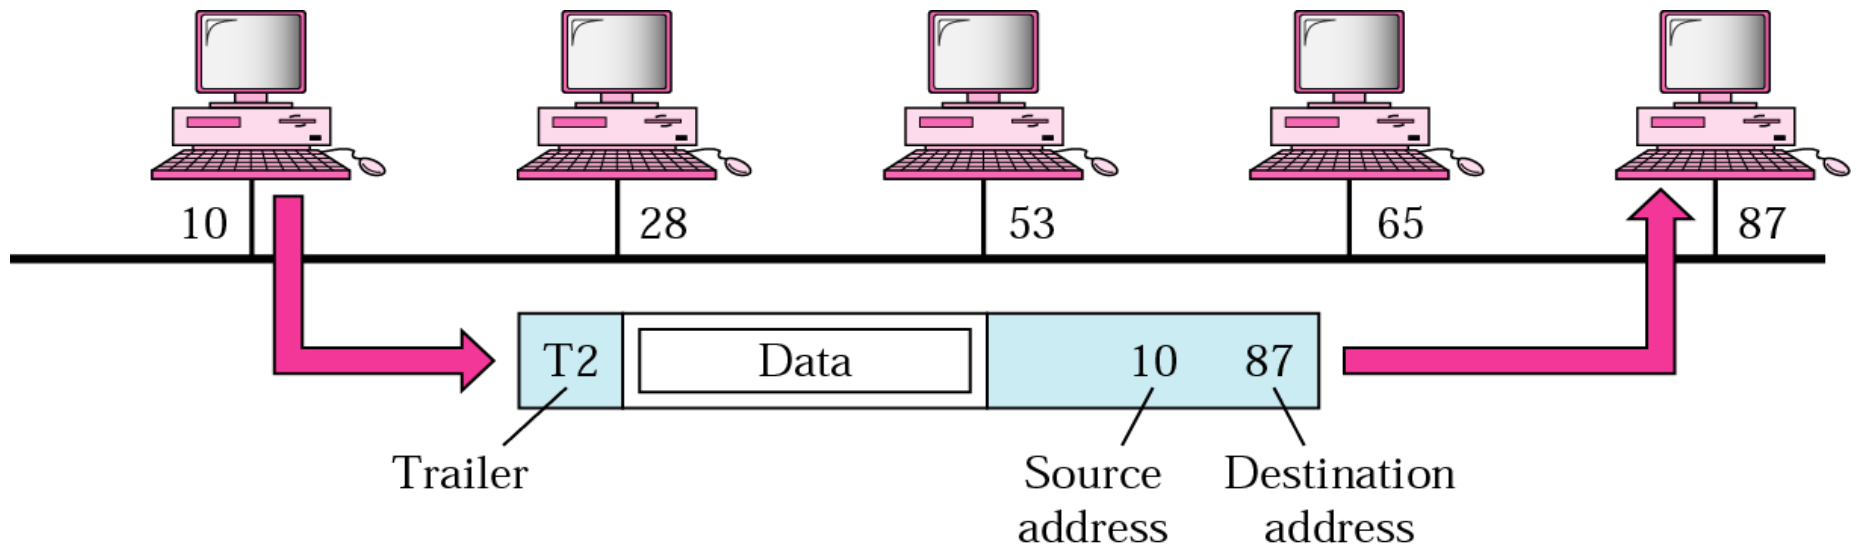 10 28 53 65 87
T2 Data 10 87
Trailer
Source address
Destination address